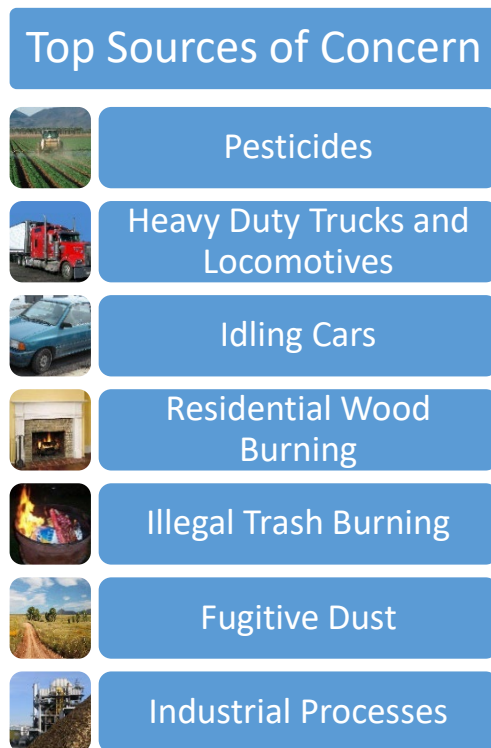 Top Sources of Concern
Pesticides
Heavy Duty Trucks and
Locomotives
Idling Cars
Residential Wood
Burning
Illegal Trash Burning
Fugitive Dust
Industrial Processes